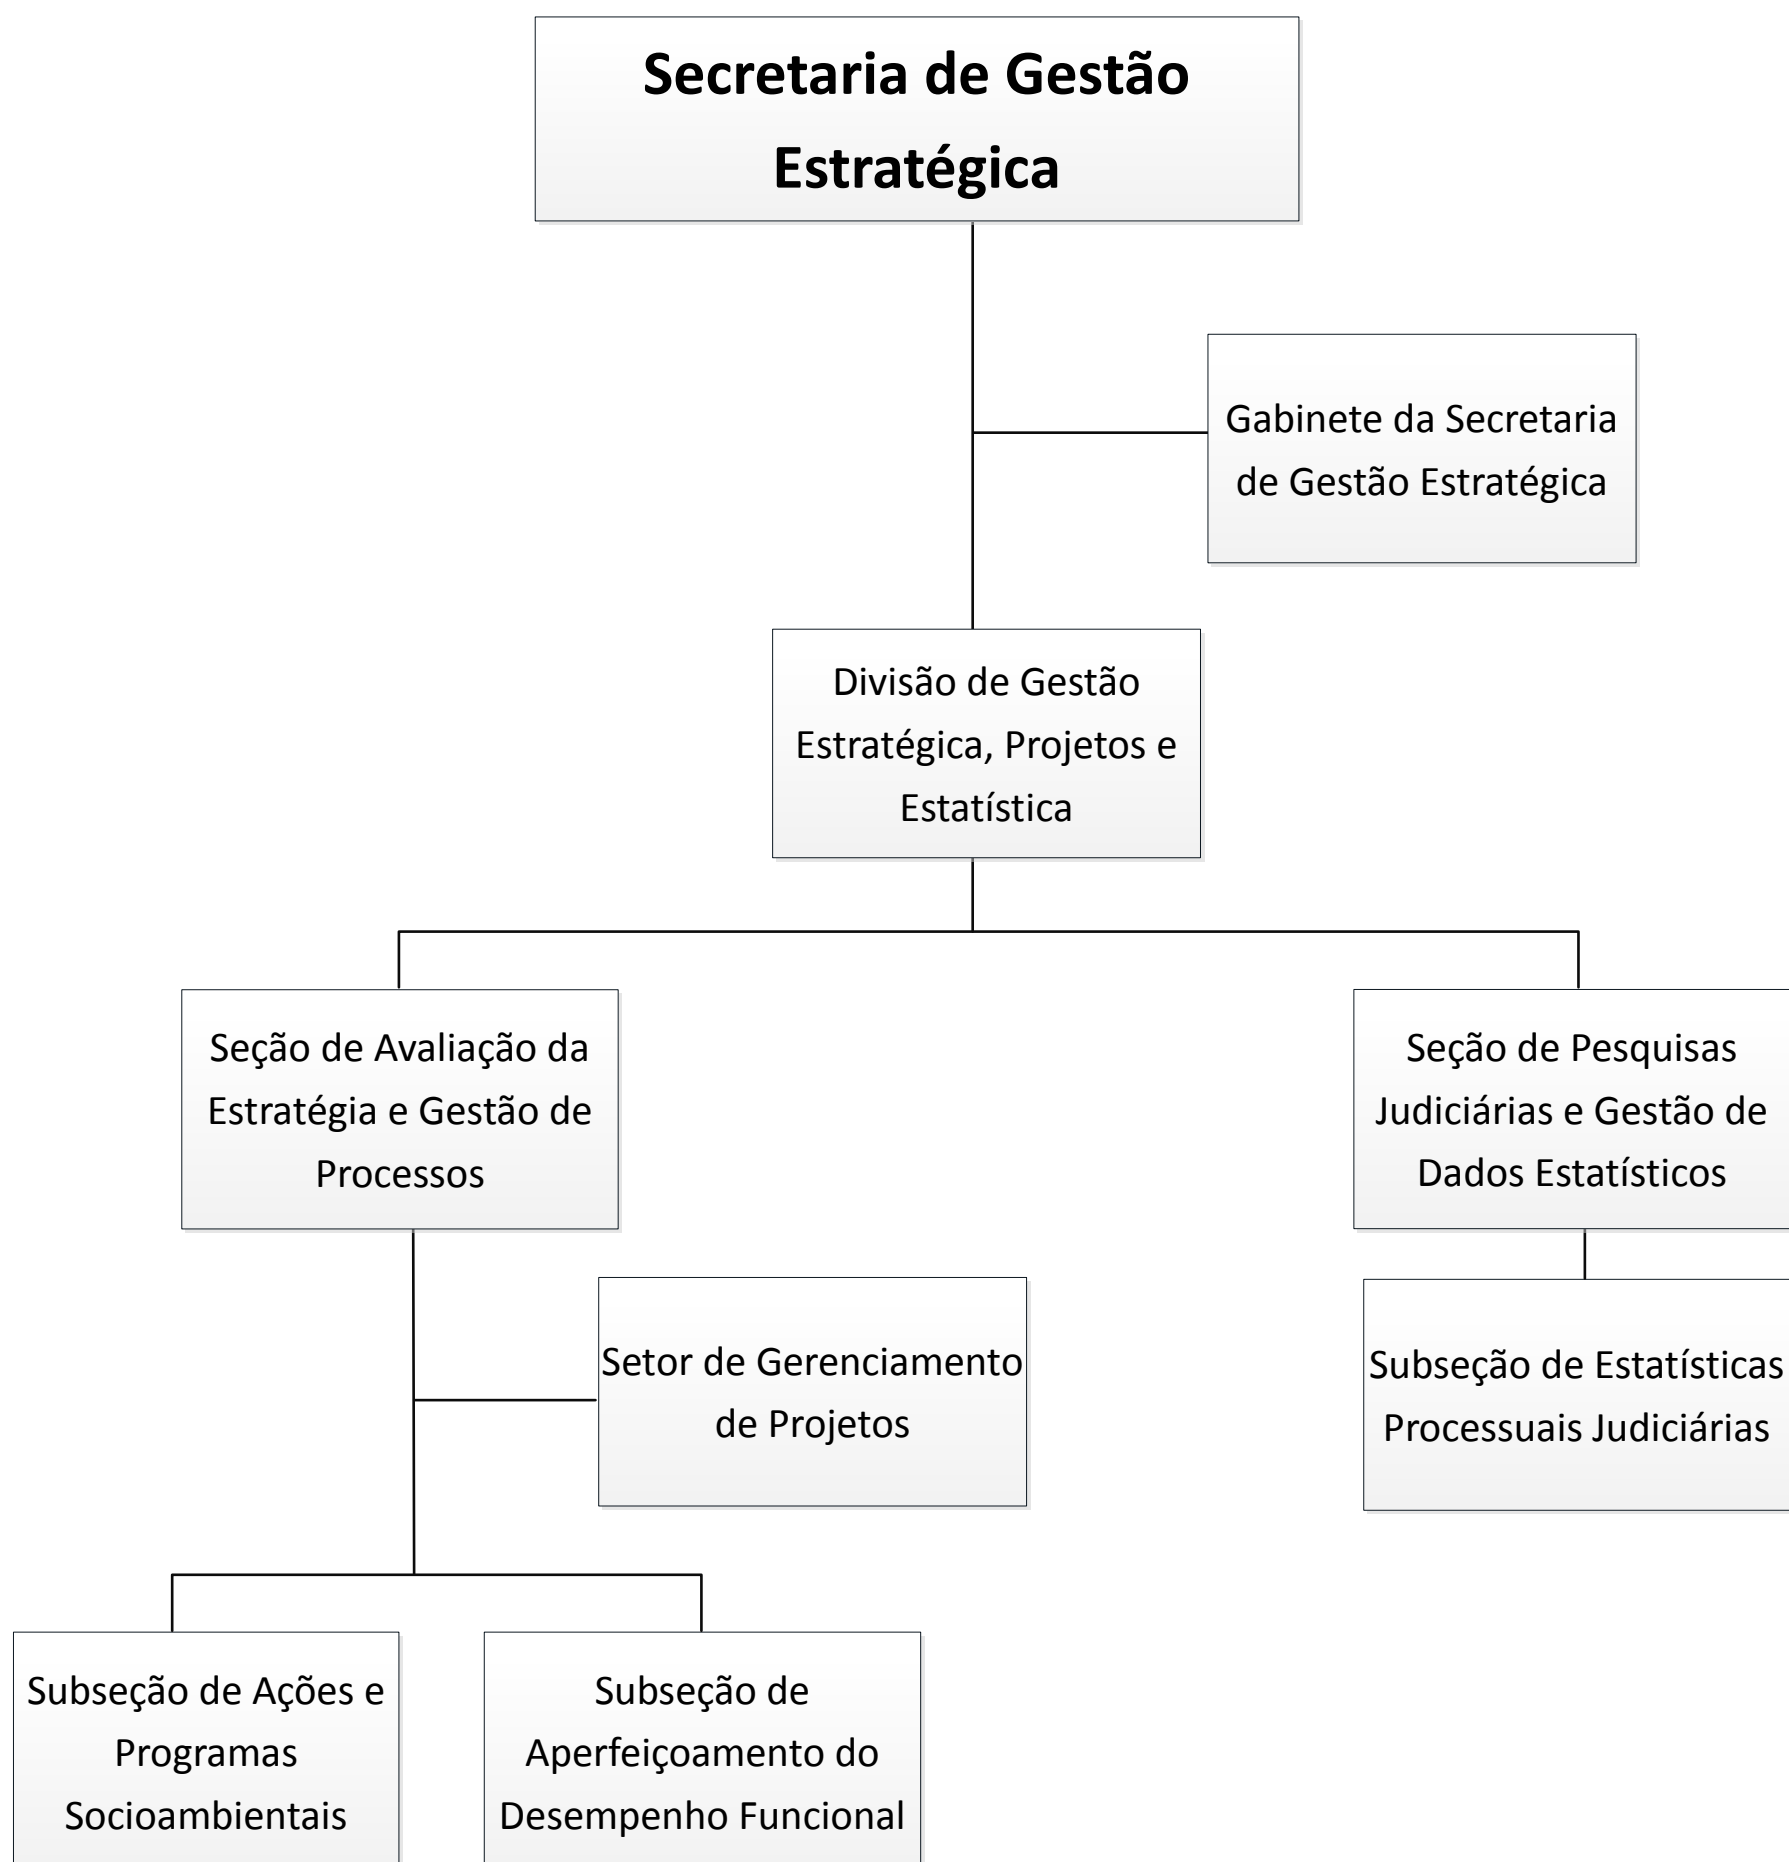 Secretaria de Gestão
Estratégica
Gabinete da Secretaria
de Gestão Estratégica
Divisão de Gestão
Estratégica, Projetos e
Estatística
Seção de Avaliação da
Estratégia e Gestão de
Processos
Seção de Pesquisas
Judiciárias e Gestão de
Dados Estatísticos
Setor de Gerenciamento
de Projetos
Subseção de Estatísticas
Processuais Judiciárias
Subseção de Ações e
Programas
Socioambientais
Subseção de
Aperfeiçoamento do
Desempenho Funcional